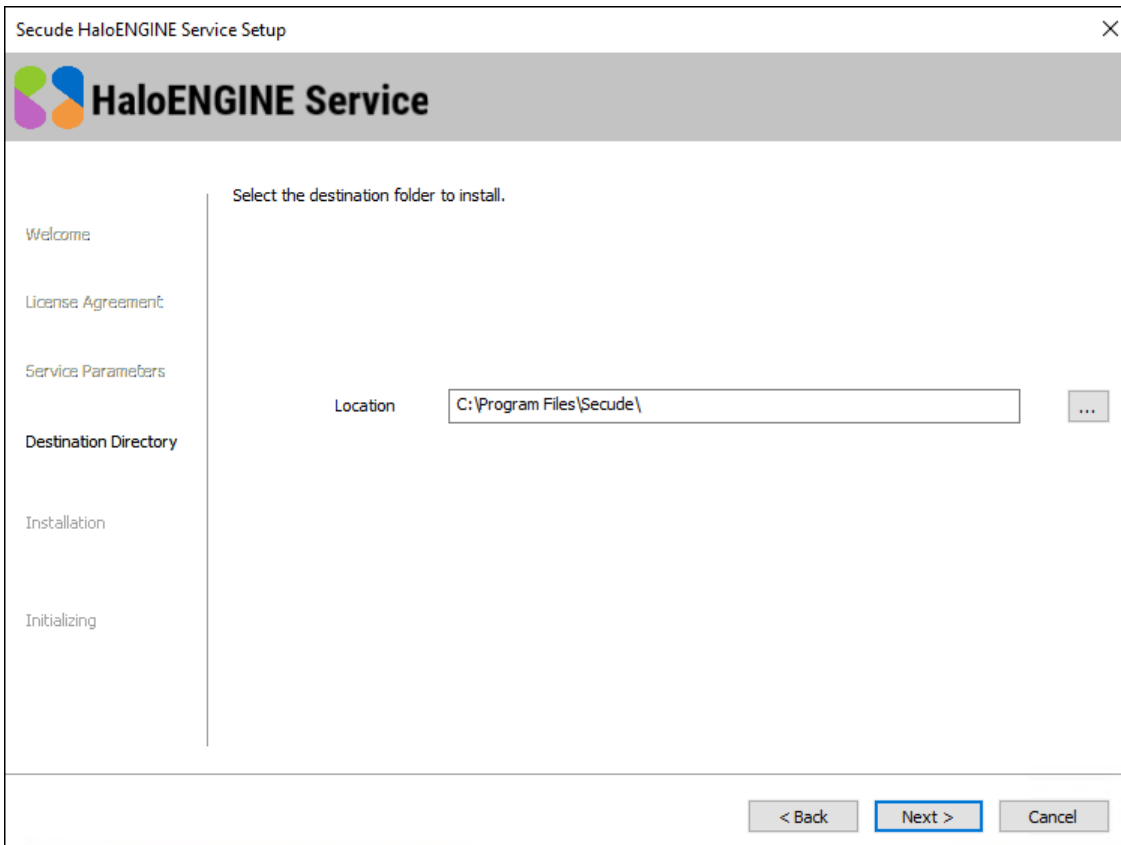 Secude HaloENGINE Service Setup
HaloENGINE Service
Select the destination folder to install.
Welcome
License Agreement
Service Parameters
Location
C:\Program Files\Secude\
...
Destination Directory
Installation
Initializing
< Back
Next >
Cancel